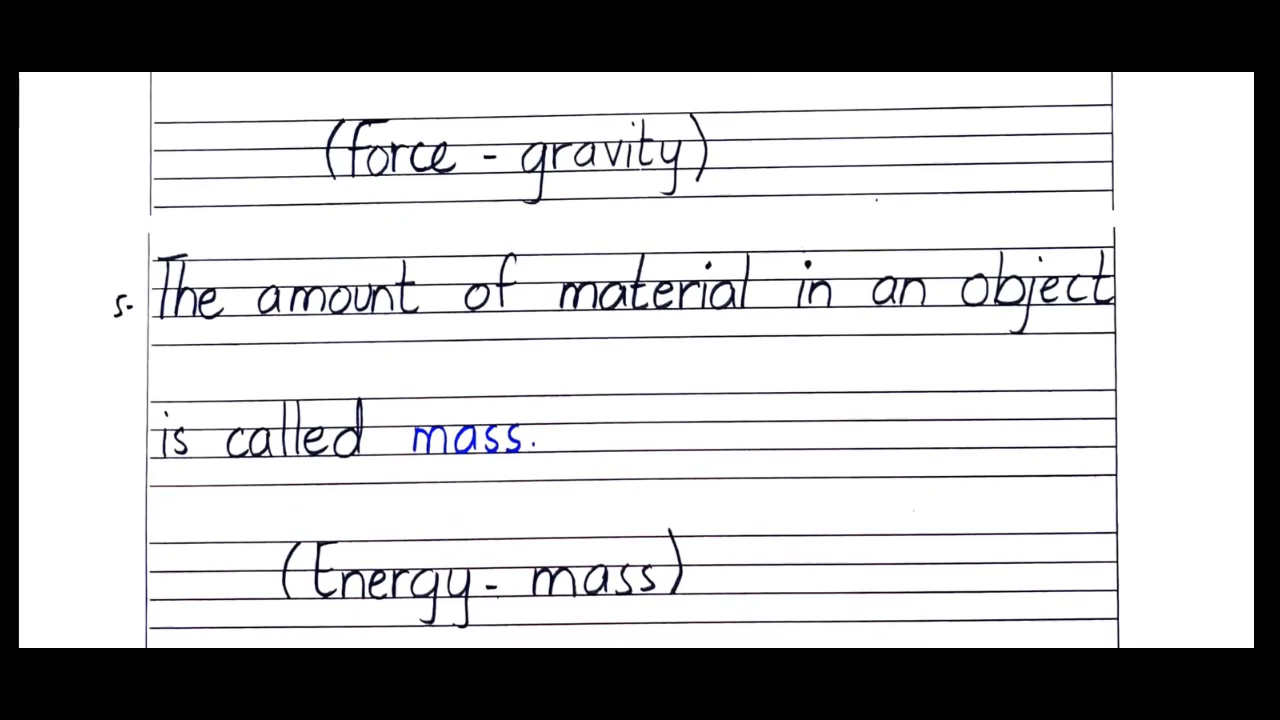 (force - gravity)
5- The amount of material in an object
is called mass.
(Energy - mass)